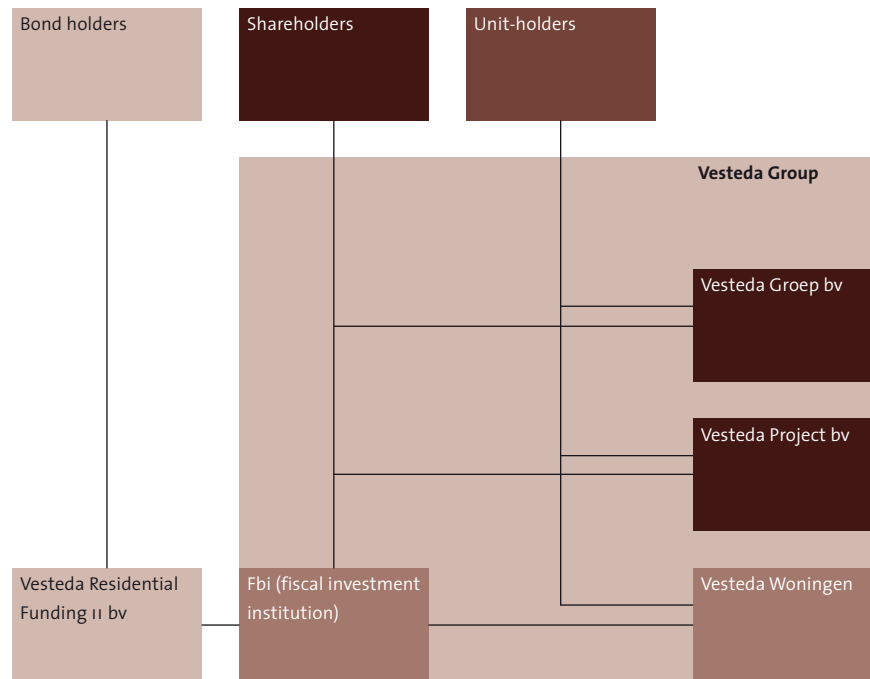 Bond holders
Shareholders
Unit-holders
Vesteda Group
Vesteda Groep bv
Vesteda Project bv
Vesteda Residential
Funding II bv
Fbi (fiscal investment
institution)
Vesteda Woningen